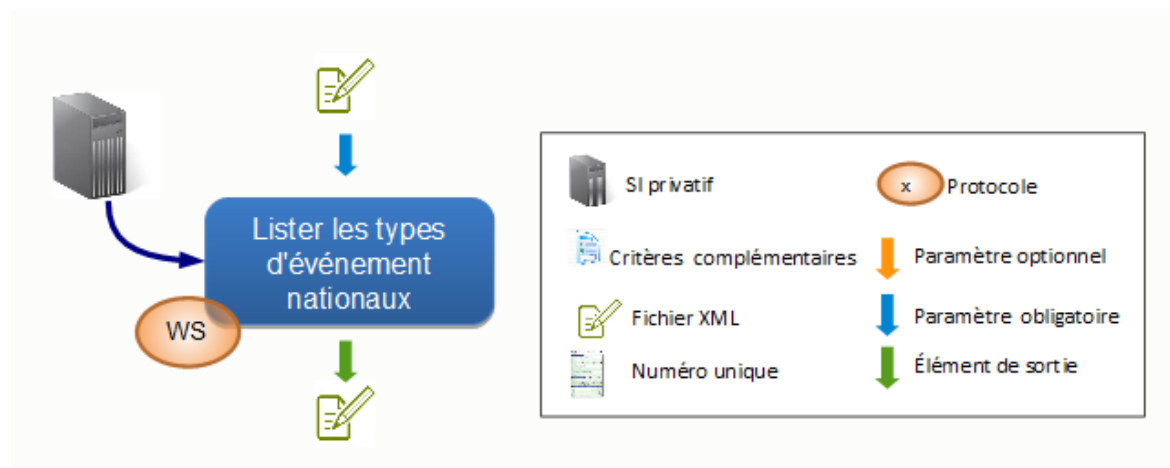 Lister les types
d'événement
nationaux
WS
SI privatif
x
Protocole
Critères complémentaires
Paramètre optionnel
Fichier XML
Paramètre obligatoire
Numéro unique
Élément de sortie